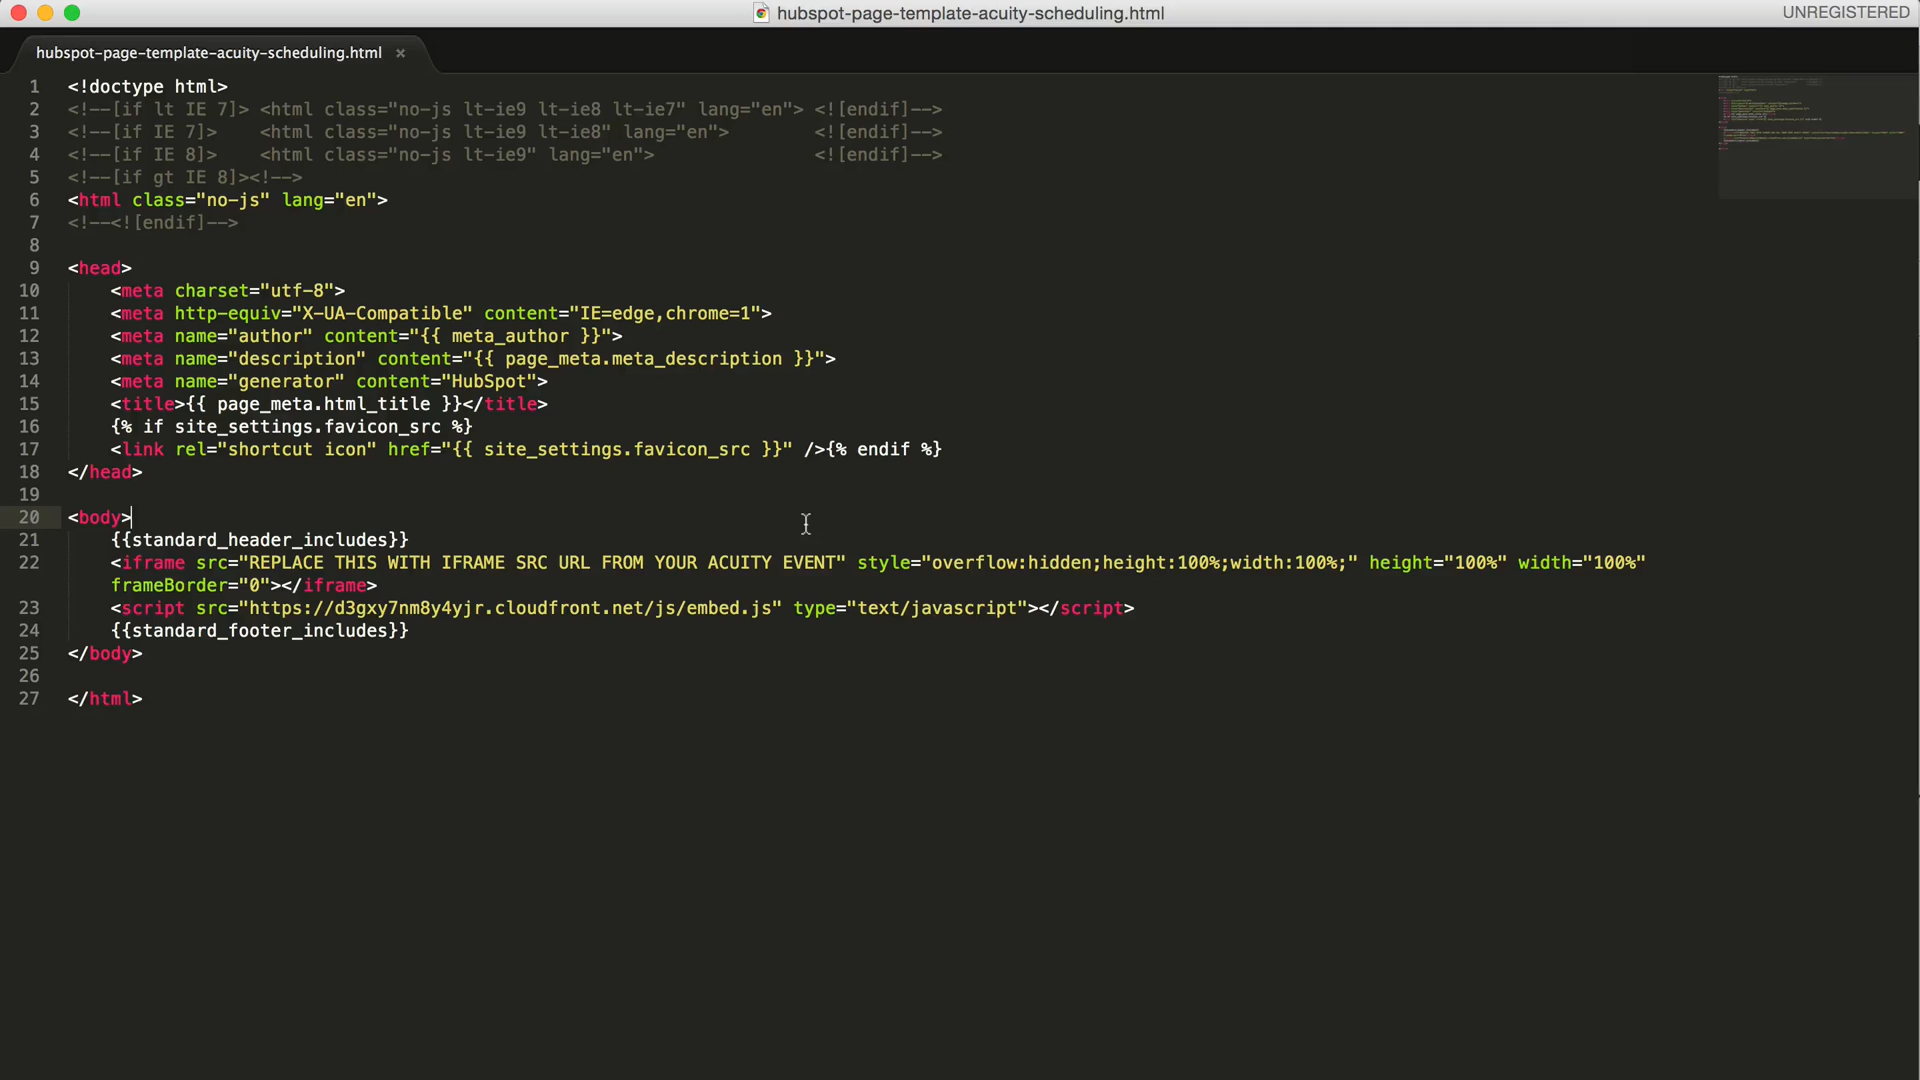 hubspot-page-template-acuity-scheduling.html
UNREGISTERED
hubspot-page-template-acuity-scheduling.html ×
1 <!doctype html>
2 <!--[if lt IE 7]> <html class="no-js lt-ie9 lt-ie8 lt-ie7" lang="en"> <![endif]-->
3 <!--[if IE 7]>    <html class="no-js lt-ie9 lt-ie8" lang="en">        <![endif]-->
4 <!--[if IE 8]>    <html class="no-js lt-ie9" lang="en">               <![endif]-->
5 <!--[if gt IE 8]><!-->
6 <html class="no-js" lang="en">
7 <!--<![endif]-->
8
9 <head>
10     <meta charset="utf-8">
11     <meta http-equiv="X-UA-Compatible" content="IE=edge,chrome=1">
12     <meta name="author" content="{{ meta_author }}">
13     <meta name="description" content="{{ page_meta.meta_description }}">
14     <meta name="generator" content="HubSpot">
15     <title>{{ page_meta.html_title }}</title>
16     {% if site_settings.favicon_src %}
17     <link rel="shortcut icon" href="{{ site_settings.favicon_src }}" />{% endif %}
18 </head>
19
20 <body>
21     {{standard_header_includes}}
22     <iframe src="REPLACE THIS WITH IFRAME SRC URL FROM YOUR ACUITY EVENT" style="overflow:hidden;height:100%;width:100%;" height="100%" width="100%"
    frameBorder="0"></iframe>
23     <script src="https://d3gxy7nm8y4yjr.cloudfront.net/js/embed.js" type="text/javascript"></script>
24     {{standard_footer_includes}}
25 </body>
26
27 </html>